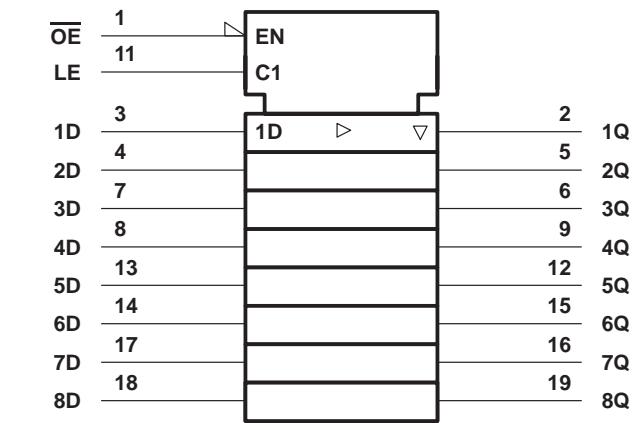 1
OE EN
11
LE C1
3 2
1D 1D 1Q
4 5
2D 2Q
7 6
3D 3Q
8 9
4D 4Q
13 12
5D 5Q
14 15
6D 6Q
17 16
7D 7Q
18 19
8D 8Q